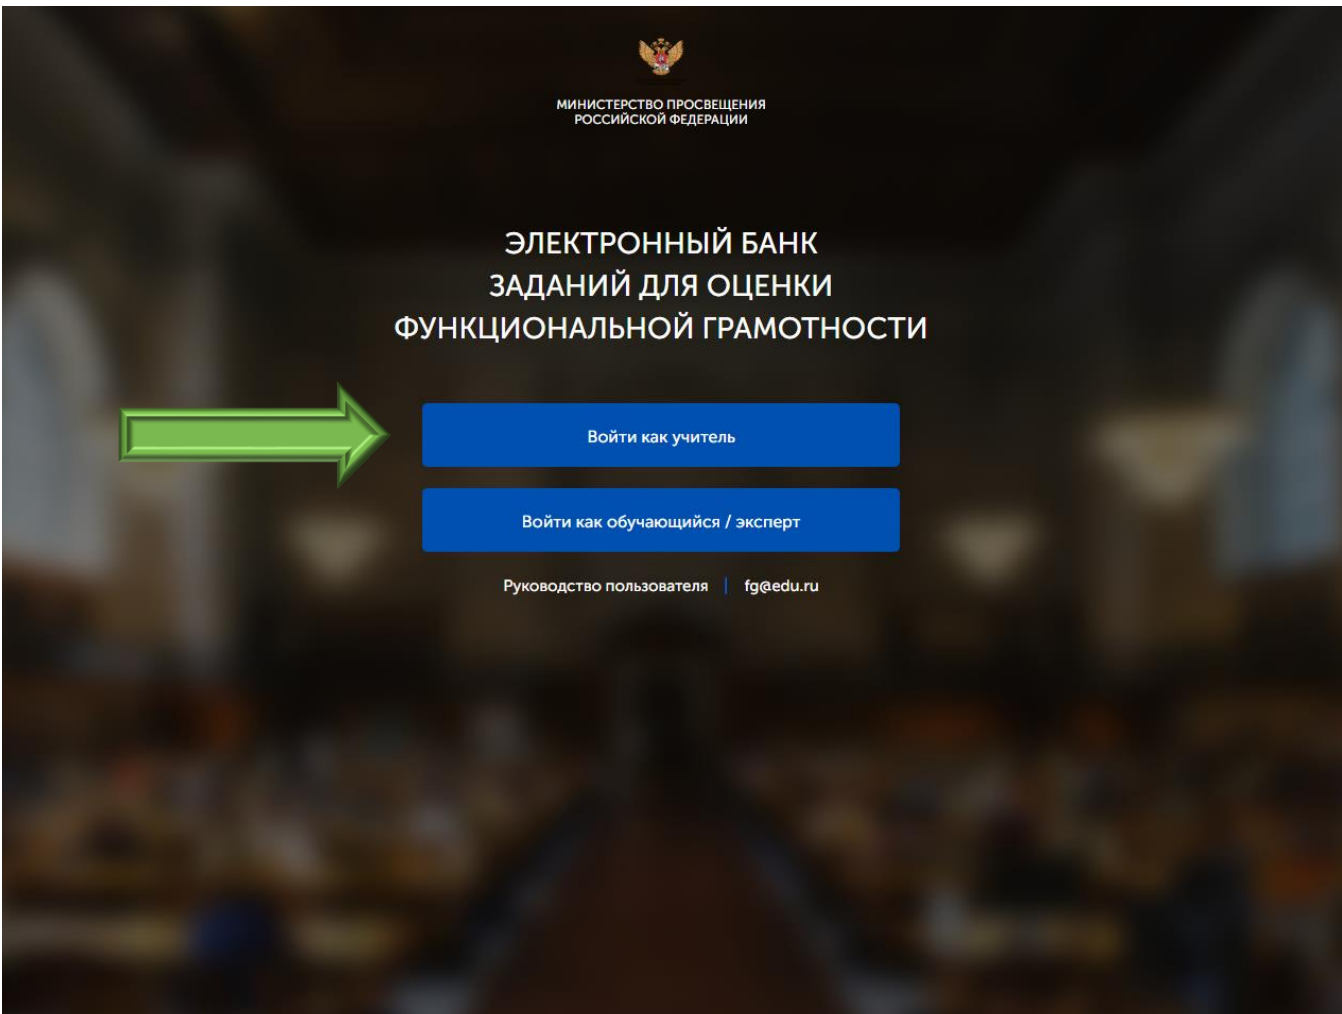 МИНИСТЕРСТВО ПРОСВЕЩЕНИЯ
РОССИЙСКОЙ ФЕДЕРАЦИИ
ЭЛЕКТРОННЫЙ БАНК
ЗАДАНИЙ ДЛЯ ОЦЕНКИ
ФУНКЦИОНАЛЬНОЙ ГРАМОТНОСТИ
Войти как учитель
Войти как обучающийся / эксперт
Руководство пользователя | fg@edu.ru